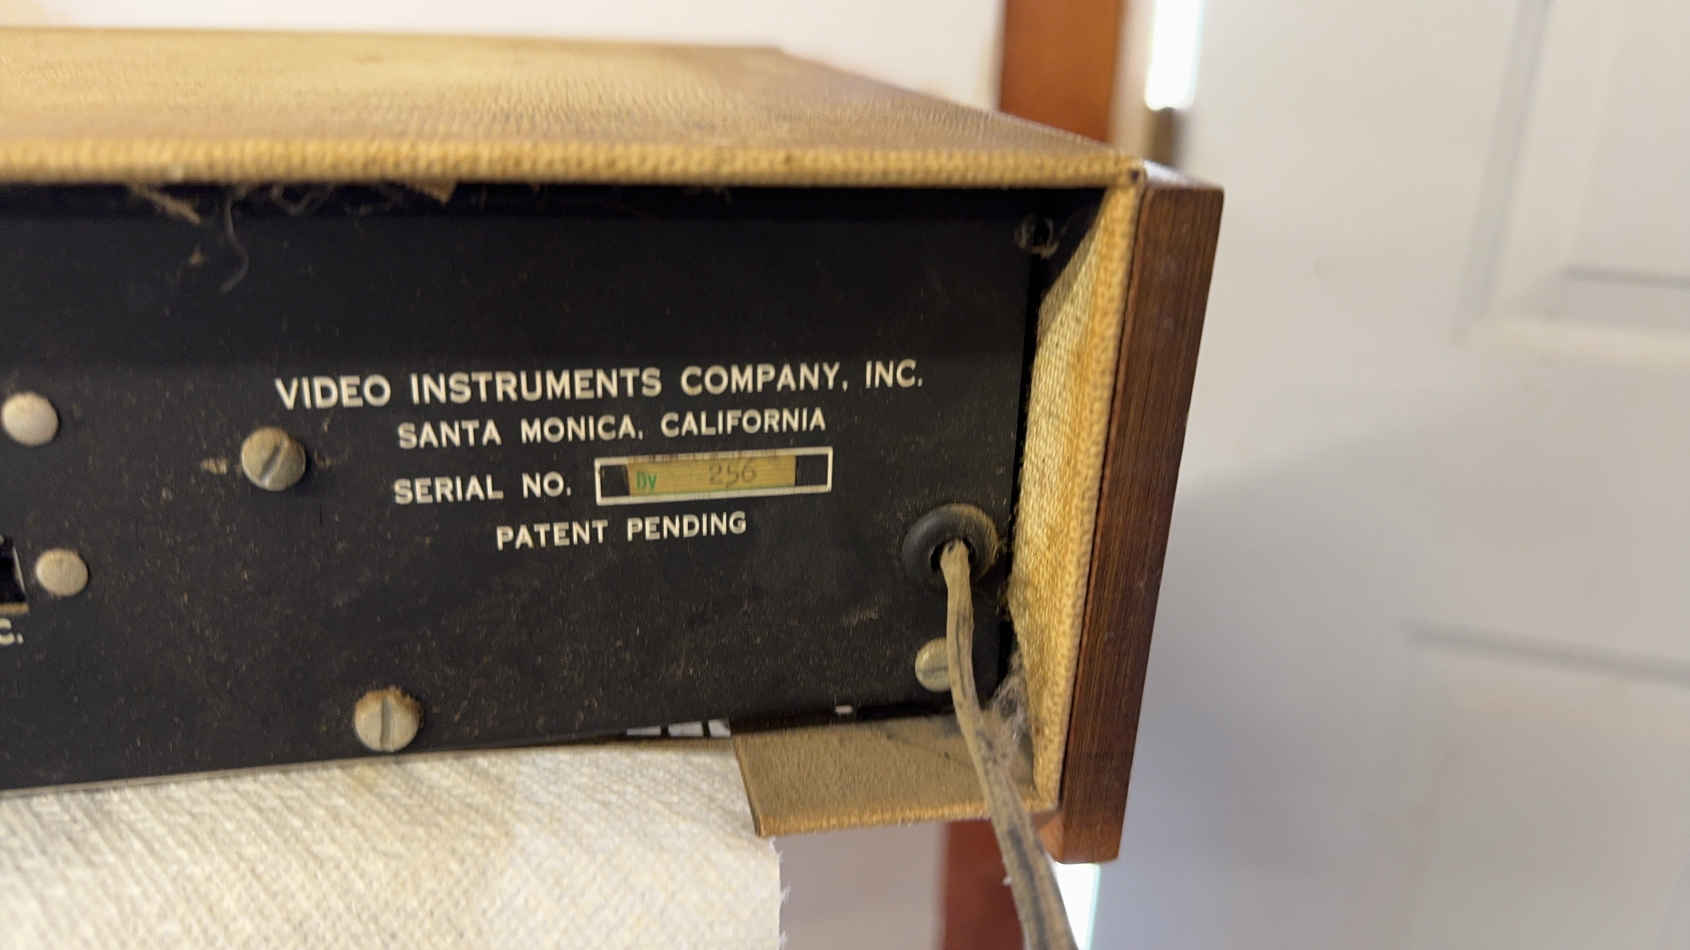 VIDEO INSTRUMENTS COMPANY, INC.
SANTA MONICA, CALIFORNIA
SERIAL NO. Dy 256
PATENT PENDING
C.